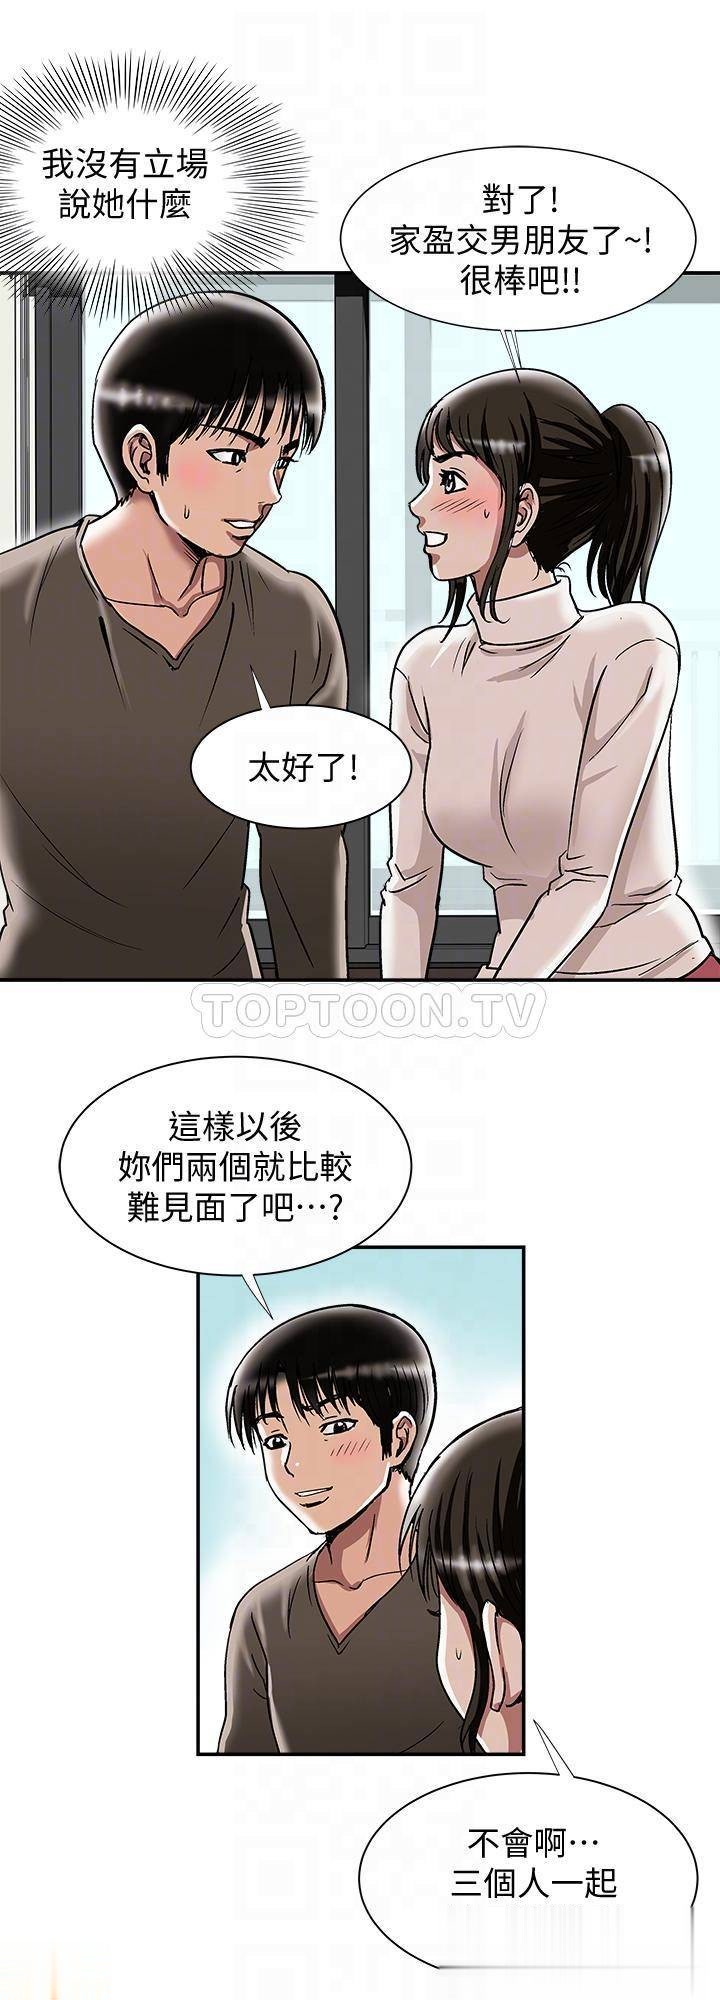 我沒有立場
說她什麼
對了!
家盈交男朋友了~!
很棒吧!!
太好了!
TOPTOON.TV
這樣以後
妳們兩個就比較
難見面了吧…?
不會啊…
三個人一起